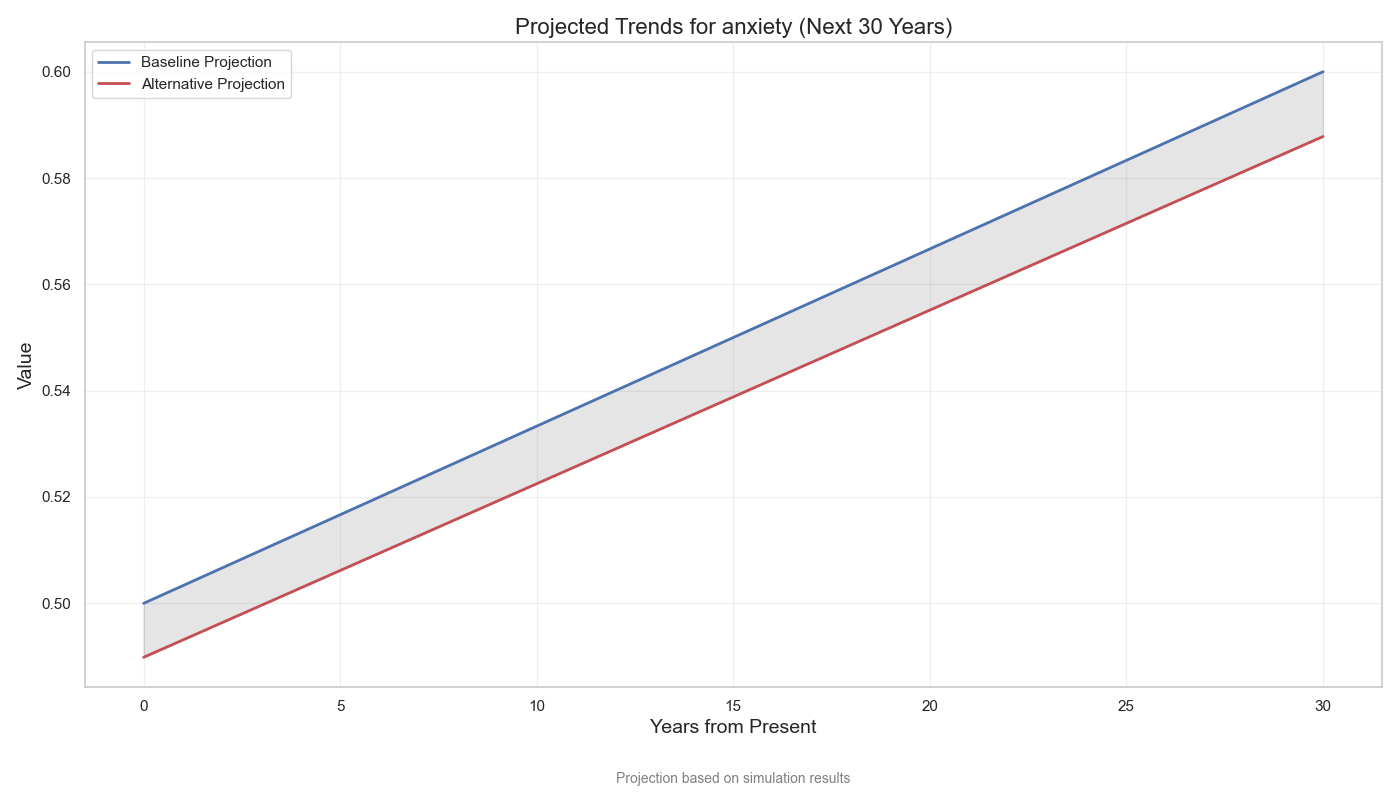 Projected Trends for anxiety (Next 30 Years)
Baseline Projection
Alternative Projection
Value
0.60
0.58
0.56
0.54
0.52
0.50
0 5 10 15 20 25 30
Years from Present
Projection based on simulation results